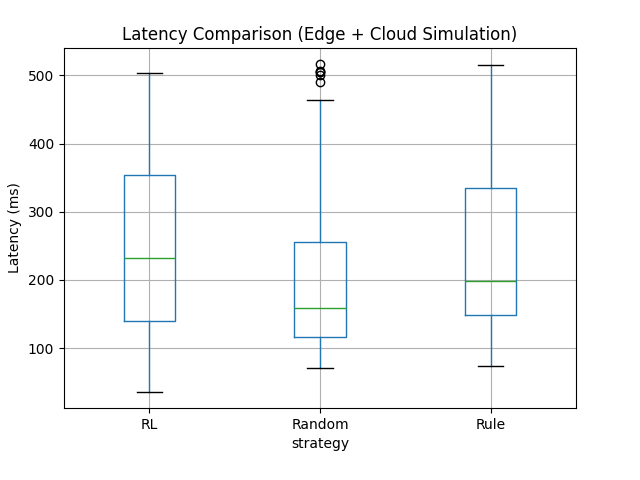 Latency Comparison (Edge + Cloud Simulation)
500
400
300
200
100
Latency (ms)
RL
Random
Rule
strategy